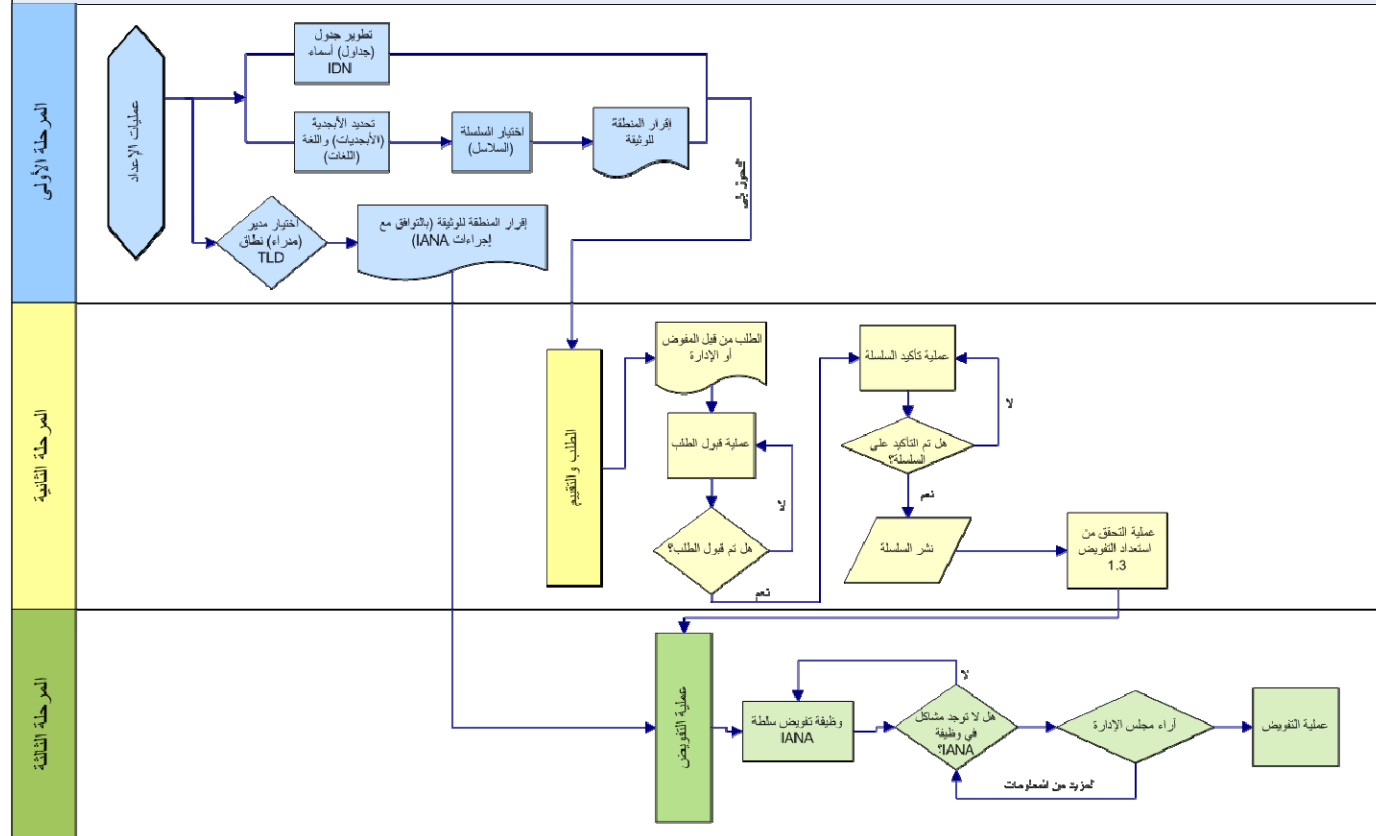 المرحلة الأولى
عمليات الإعداد
تطوير جدول
(جداول) أسماء
IDN
تحديد الأبجدية
(الأبجديات) واللغة
(اللغات)
اختيار السلسلة
(السلاسل)
إقرار المنطقة
للوثيقة
اختيار مدير
(مدراء) نطاق
TLD
إقرار المنطقة للوثيقة (بالتوافق مع
إجراءات IANA)
المرحلة الثانية
الطلب والتقييم
الطلب من قبل المفوض
أو الإدارة
عملية قبول الطلب
لا
هل تم قبول الطلب؟
نعم
عملية تأكيد السلسلة
لا
هل تم التأكيد على
السلسلة؟
نعم
نشر السلسلة
عملية التحقق من
استعداد التفويض
1.3
المرحلة الثالثة
عملية التفويض
وظيفة تفويض سلطة
IANA
لا
هل لا توجد مشاكل
في وظيفة
IANA؟
آراء مجلس الإدارة
المزيد من المعلومات
عملية التفويض